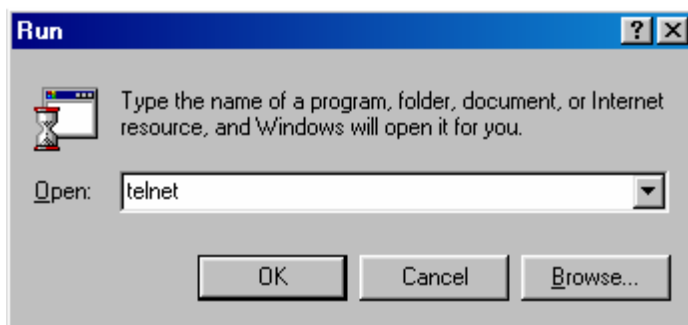 Run
Type the name of a program, folder, document, or Internet
resource, and Windows will open it for you.
Open: telnet
OK Cancel Browse...